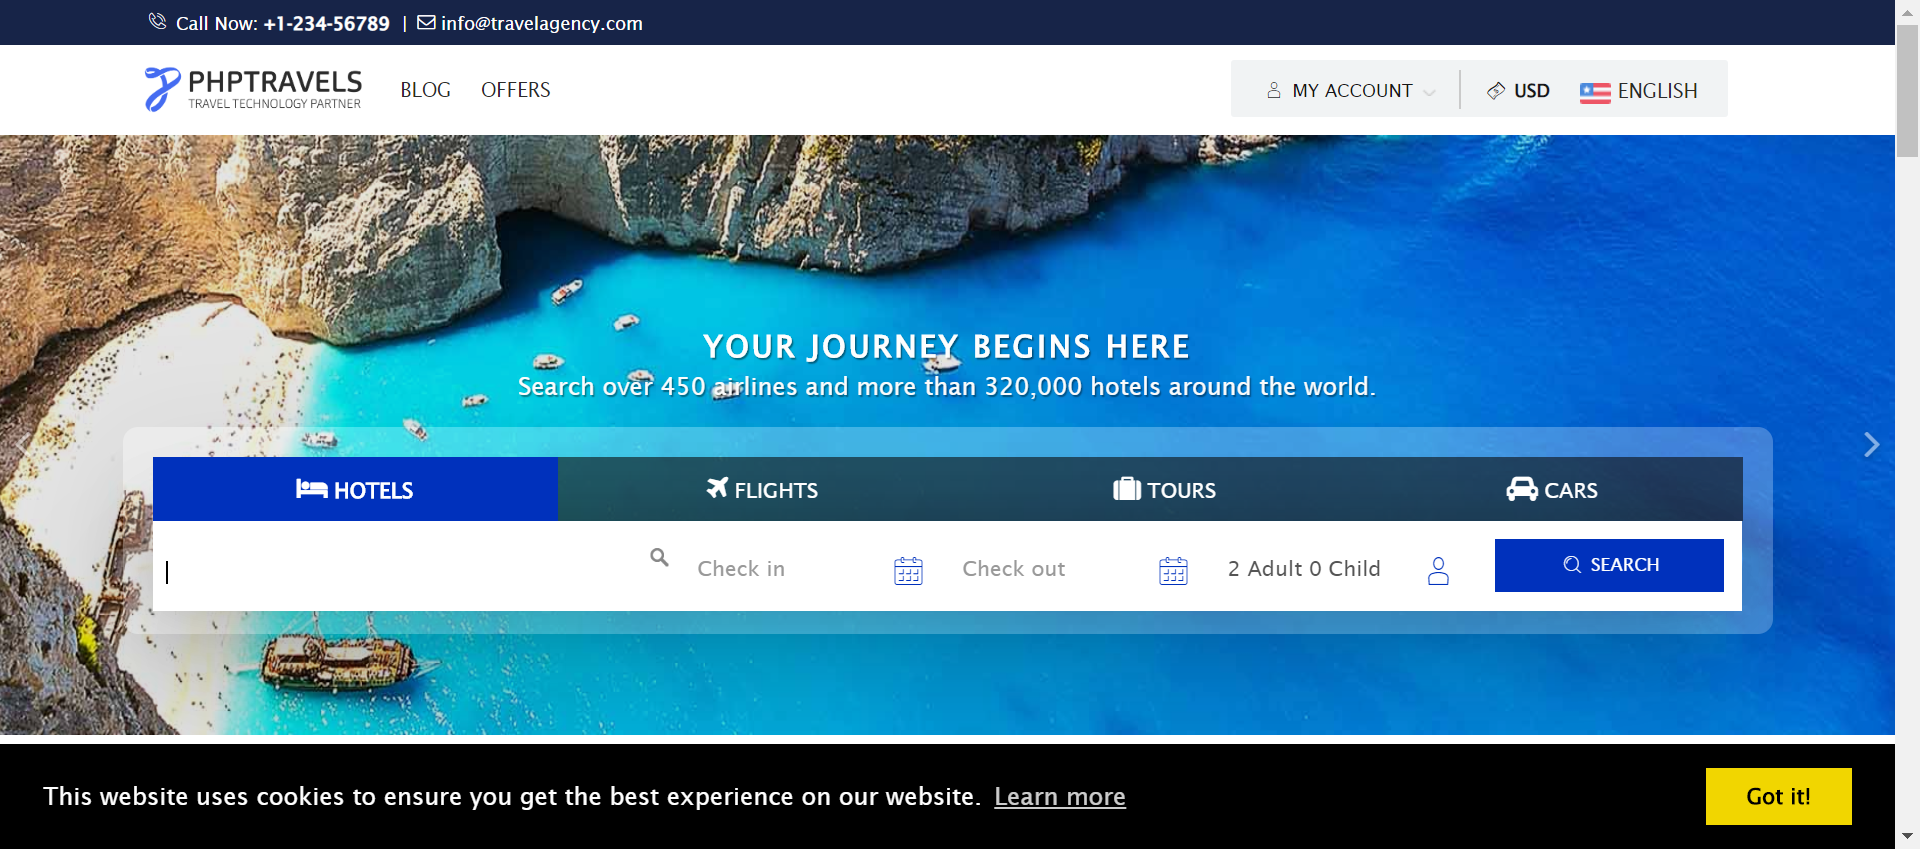 Call Now: +1-234-56789 | info@travelagency.com
PHPTRAVELS
TRAVEL TECHNOLOGY PARTNER
BLOG OFFERS
MY ACCOUNT USD ENGLISH
YOUR JOURNEY BEGINS HERE
Search over 450 airlines and more than 320,000 hotels around the world.
HOTELS FLIGHTS TOURS CARS
Check in Check out 2 Adult 0 Child SEARCH
This website uses cookies to ensure you get the best experience on our website. Learn more Got it!